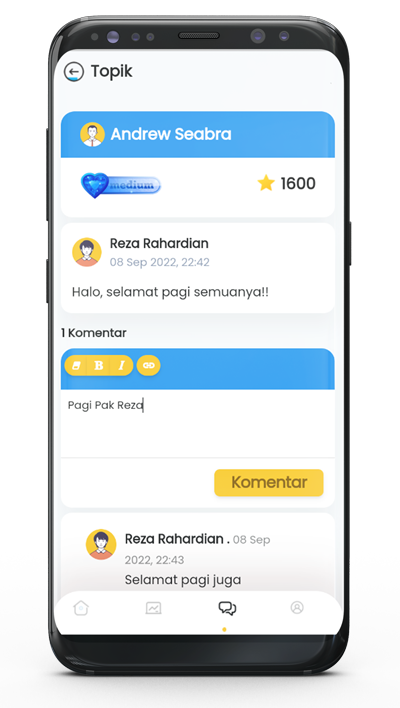 Topik
Andrew Seabra
medium
1600
Reza Rahardian
08 Sep 2022, 22:42
Halo, selamat pagi semuanya!!
1 Komentar
B I
Pagi Pak Reza
Komentar
Reza Rahardian . 08 Sep
2022, 22:43
Selamat pagi juga